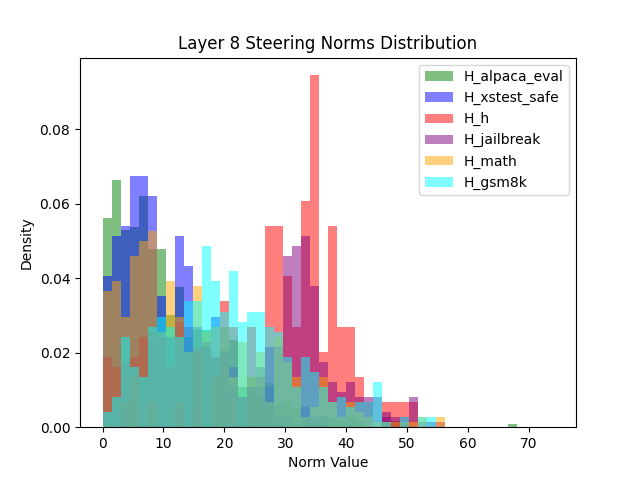 Layer 8 Steering Norms Distribution
H_alpaca_eval
H_xstest_safe
H_h
H_jailbreak
H_math
H_gsm8k
Density
0.08
0.06
0.04
0.02
0.00
0 10 20 30 40 50 60 70
Norm Value